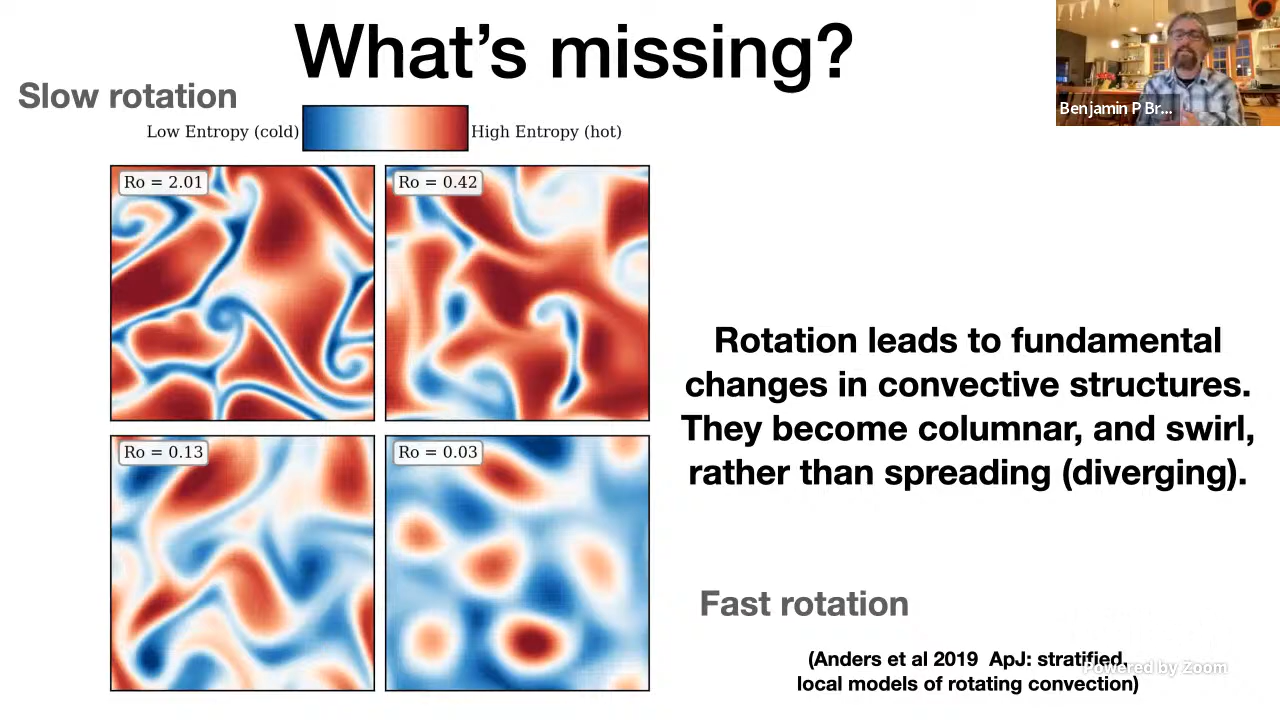 What’s missing?
Slow rotation
Low Entropy (cold)
High Entropy (hot)
Benjamin P Br...
Ro = 2.01
Ro = 0.42
Ro = 0.13
Ro = 0.03
Rotation leads to fundamental
changes in convective structures.
They become columnar, and swirl,
rather than spreading (diverging).
Fast rotation
(Anders et al 2019 ApJ: stratified,
local models of rotating convection)
Powered by Zoom